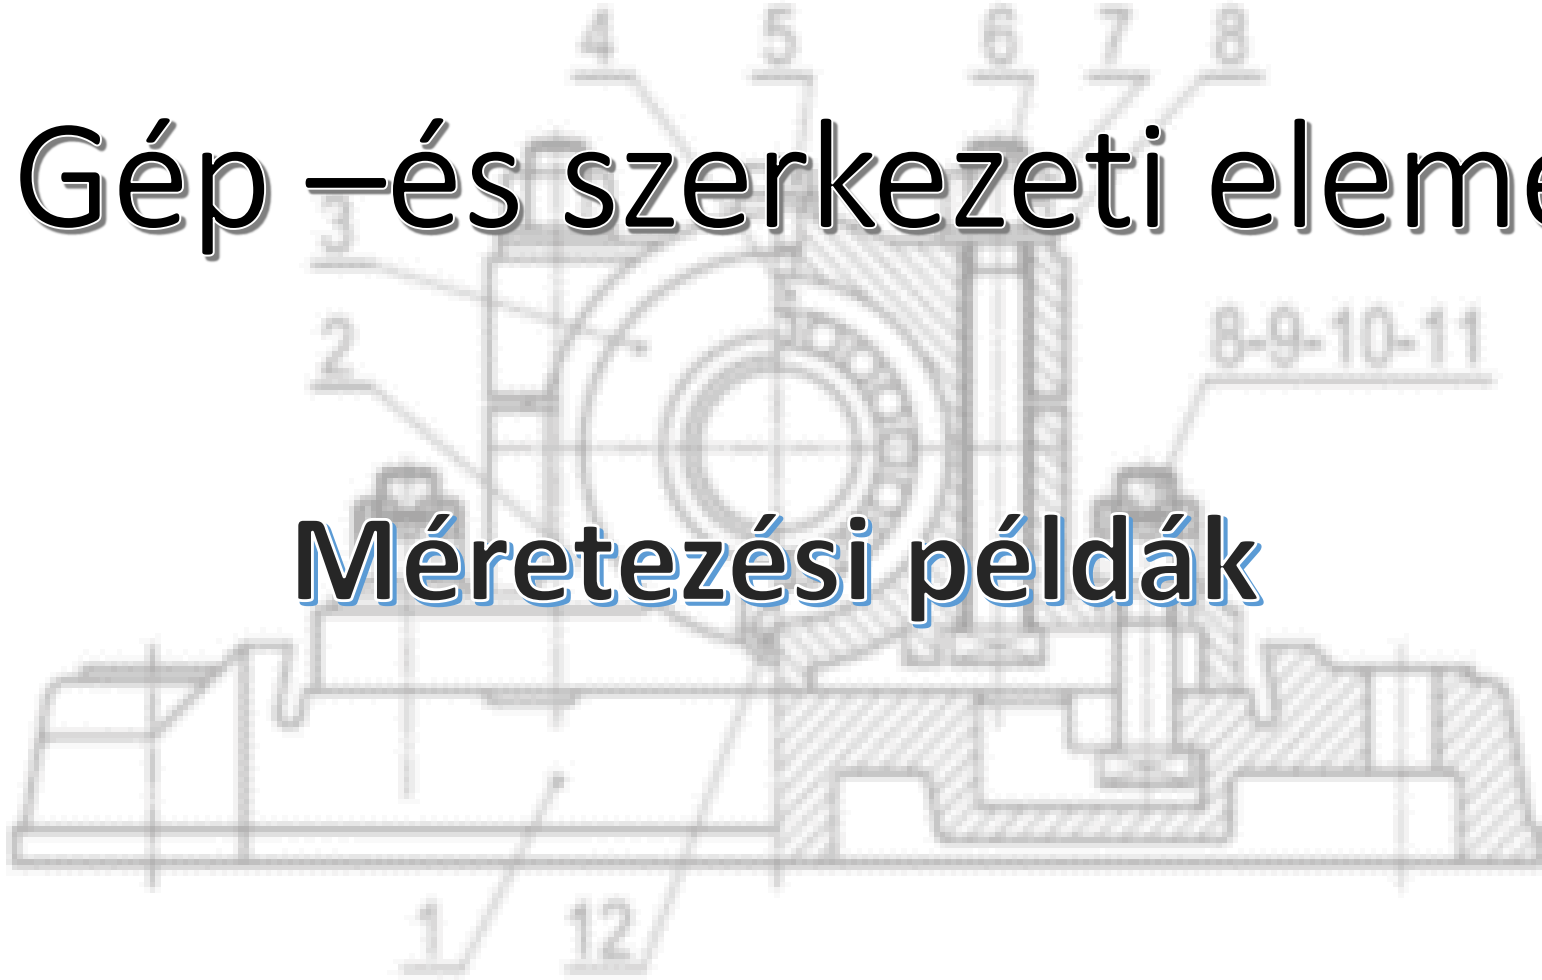 4 5 6 7 8
Gép –és szerkezeti eleme
3
2
8-9-10-11
Méretezési példák
1 12